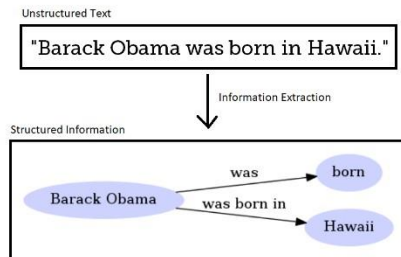 Unstructured Text
"Barack Obama was born in Hawaii."
Information Extraction
Structured Information
was
born
Barack Obama
was born in
Hawaii